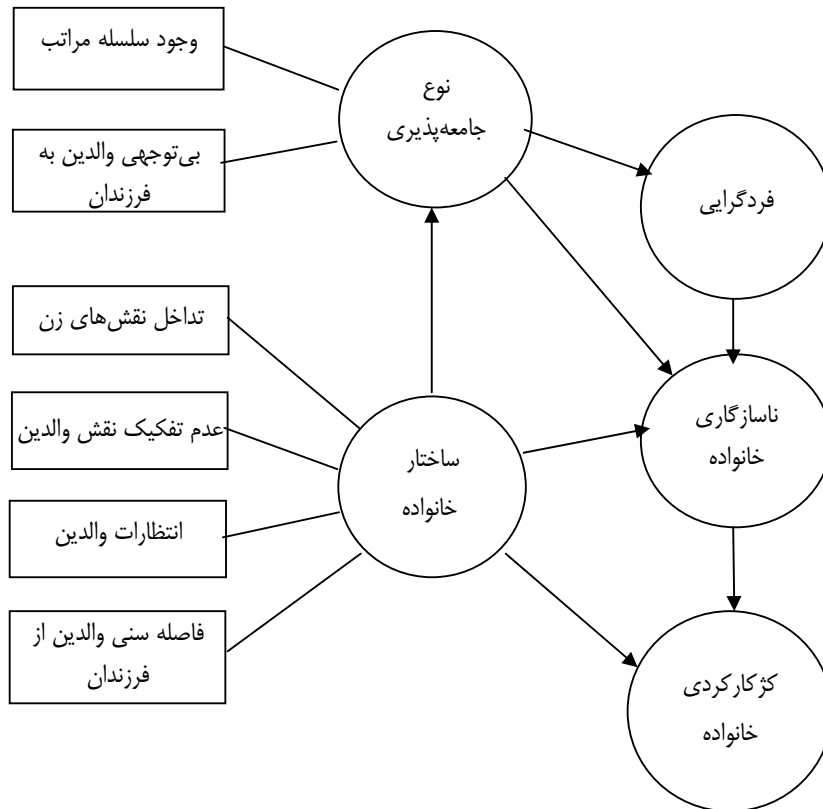 وجود سلسله مراتب
نوع
جامعه‌پذیری
بی‌توجهی والدین به
فرزندان
فردگرایی
تداخل نقش‌های زن
ناسازگاری
خانواده
عدم تفکیک نقش والدین
ساختار
خانواده
انتظارات والدین
فاصله سنی والدین از
فرزندان
کژکارکردی
خانواده